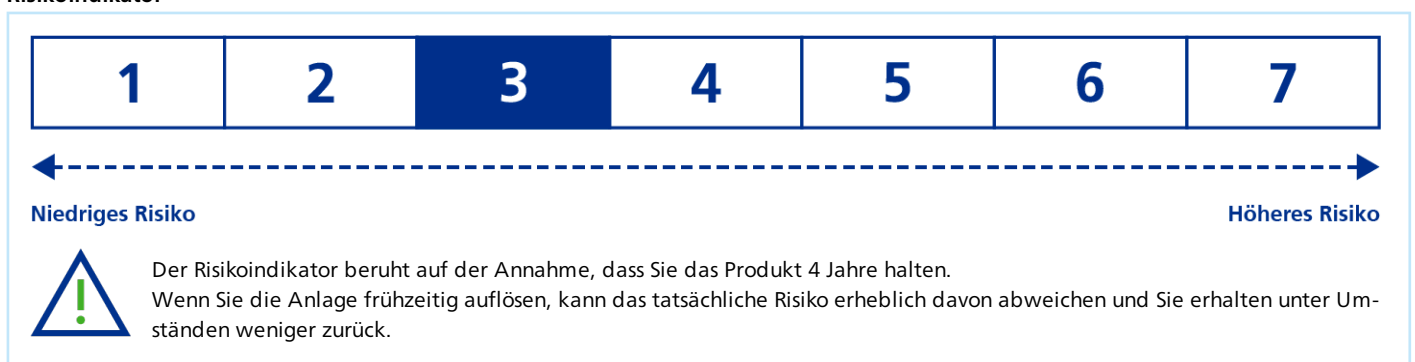 Risikoindikator
1 2 3 4 5 6 7
Niedriges Risiko Höheres Risiko
Der Risikoindikator beruht auf der Annahme, dass Sie das Produkt 4 Jahre halten.
Wenn Sie die Anlage frühzeitig auflösen, kann das tatsächliche Risiko erheblich davon abweichen und Sie erhalten unter Um-
ständen weniger zurück.